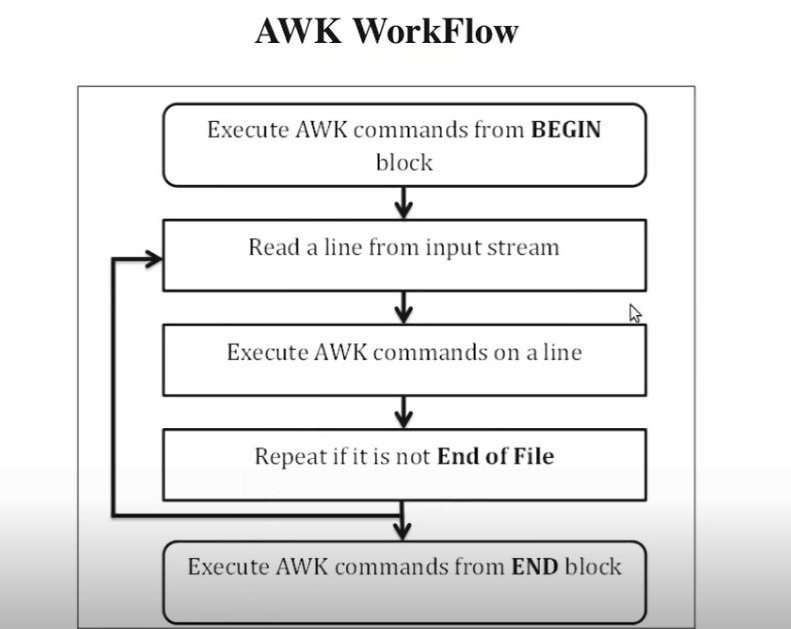 AWK WorkFlow
Execute AWK commands from BEGIN
block
Read a line from input stream
Execute AWK commands on a line
Repeat if it is not End of File
Execute AWK commands from END block